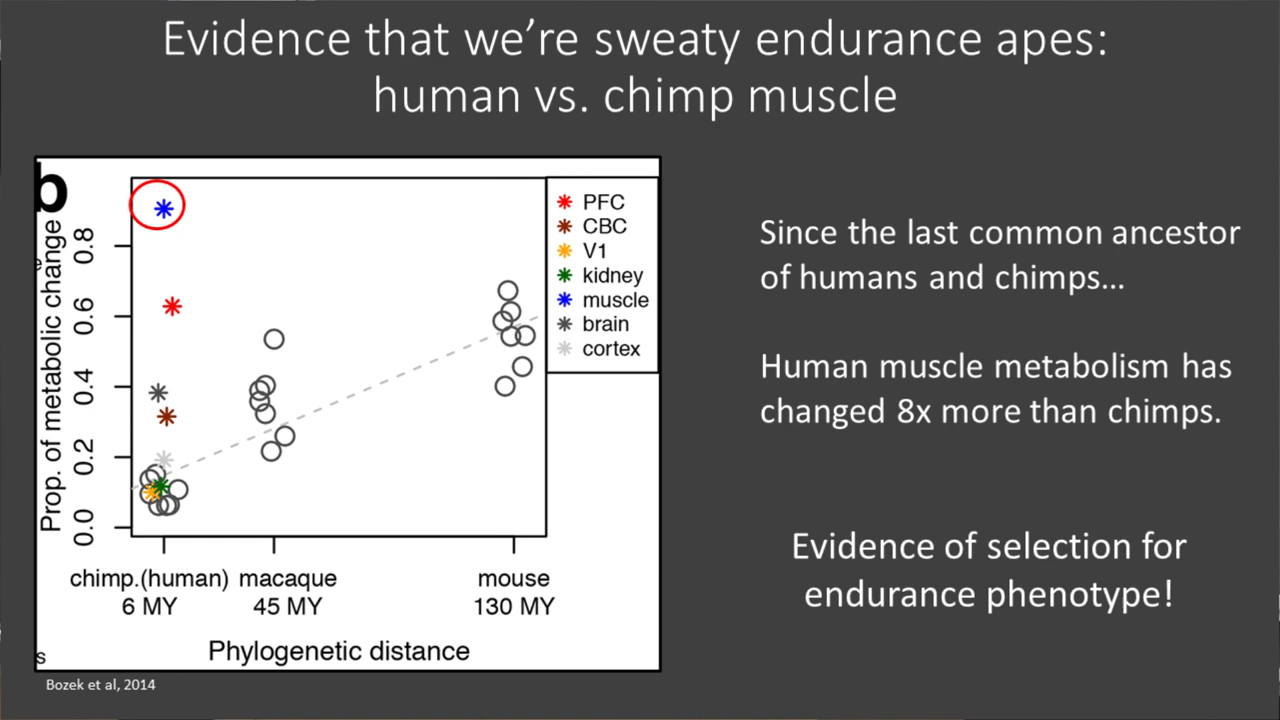 Evidence that we're sweaty endurance apes:
human vs. chimp muscle
b
Prop. of metabolic change
0.8
0.6
0.4
0.2
0.0
PFC
CBC
V1
kidney
muscle
brain
cortex
chimp.(human) macaque mouse
6 MY 45 MY 130 MY
Phylogenetic distance
s
Bozek et al, 2014
Since the last common ancestor
of humans and chimps...
Human muscle metabolism has
changed 8x more than chimps.
Evidence of selection for
endurance phenotype!